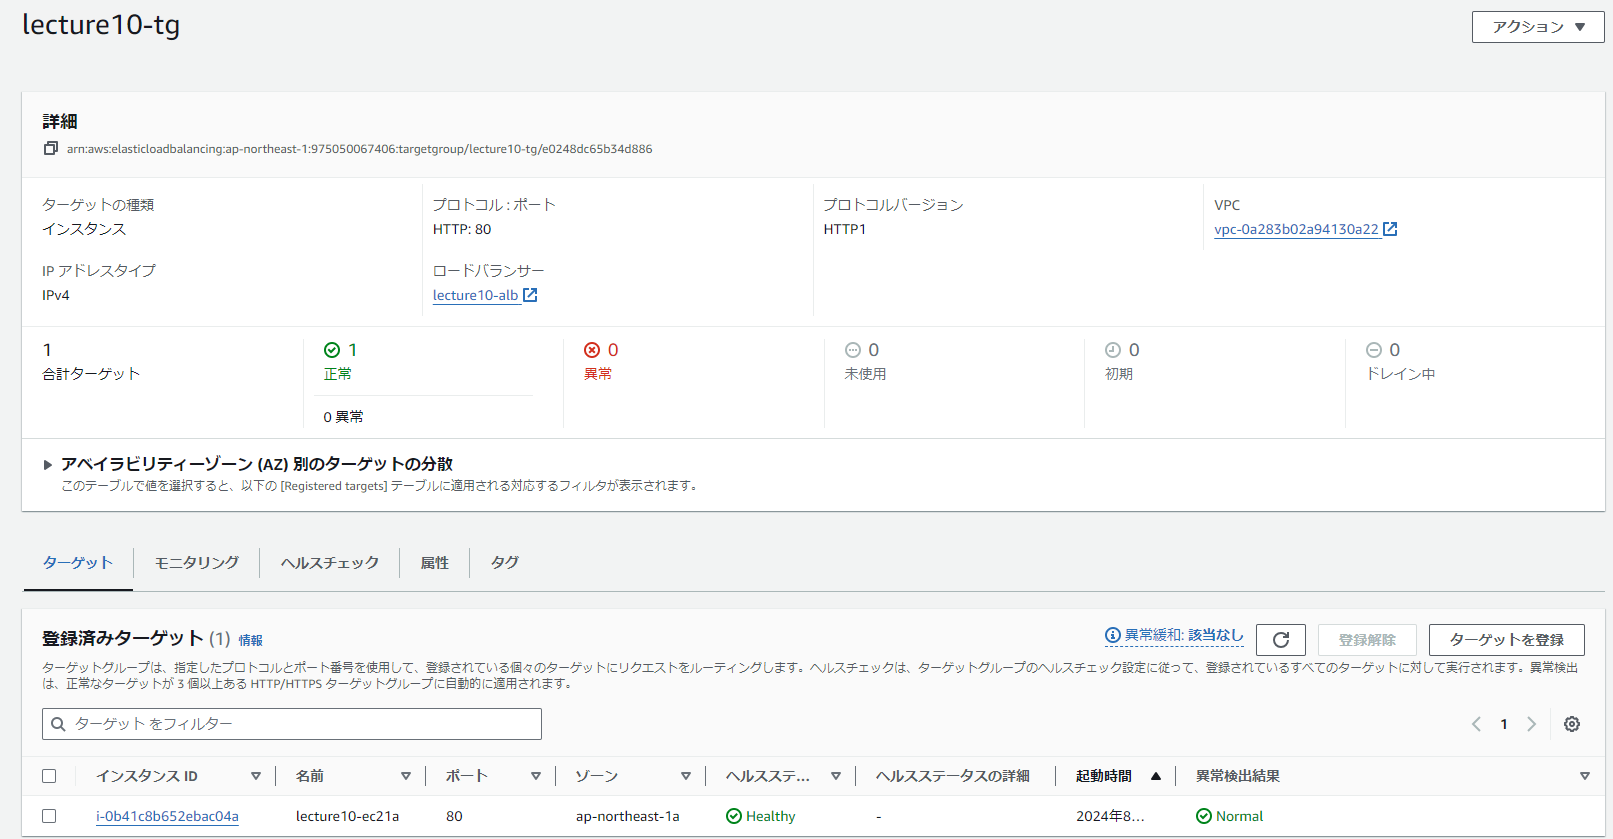 lecture10-tg
アクション
詳細
arn:aws:elasticloadbalancing:ap-northeast-1:975050067406:targetgroup/lecture10-tg/e0248dc65b34d886
ターゲットの種類
インスタンス
プロトコル : ポート
HTTP: 80
プロトコルバージョン
HTTP1
VPC
vpc-0a283b02a94130a22
IP アドレスタイプ
IPv4
ロードバランサー
lecture10-alb
1
合計ターゲット
1
正常
0 異常
0
異常
0
未使用
0
初期
0
ドレイン中
アベイラビリティーゾーン (AZ) 別のターゲットの分散
このテーブルで値を選択すると、以下の [Registered targets] テーブルに適用される対応するフィルタが表示されます。
ターゲット モニタリング ヘルスチェック 属性 タグ
登録済みターゲット (1) 情報
異常緩和: 該当なし 登録解除 ターゲットを登録
ターゲットグループは、指定したプロトコルとポート番号を使用して、登録されている個々のターゲットにリクエストをルーティングします。ヘルスチェックは、ターゲットグループのヘルスチェック設定に従って、登録されているすべてのターゲットに対して実行されます。異常検出
は、正常なターゲットが 3 個以上ある HTTP/HTTPS ターゲットグループに自動的に適用されます。
ターゲット をフィルター
1
インスタンス ID 名前 ポート ゾーン ヘルスステ... ヘルスステータスの詳細 起動時間 異常検出結果
i-0b41c8b652ebac04a lecture10-ec21a 80 ap-northeast-1a Healthy - 2024年8... Normal